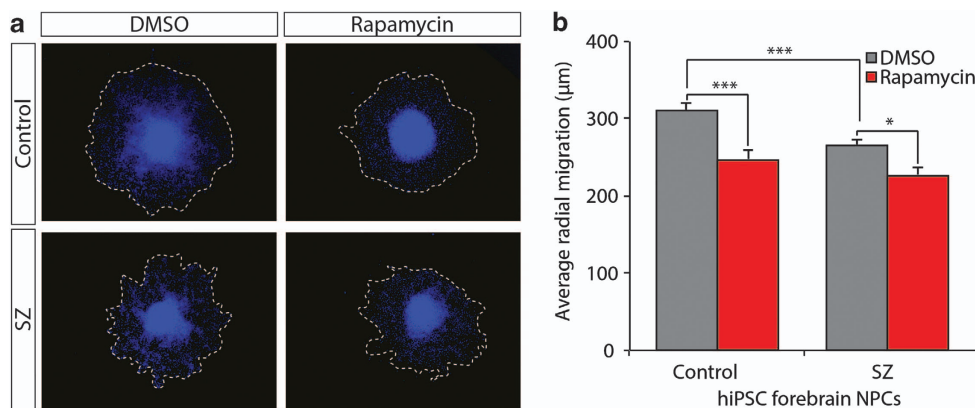 a
DMSO
Rapamycin
Control
SZ
b
400
300
200
100
0
Average radial migration (μm)
***
***
*
DMSO
Rapamycin
Control
SZ
hiPSC forebrain NPCs